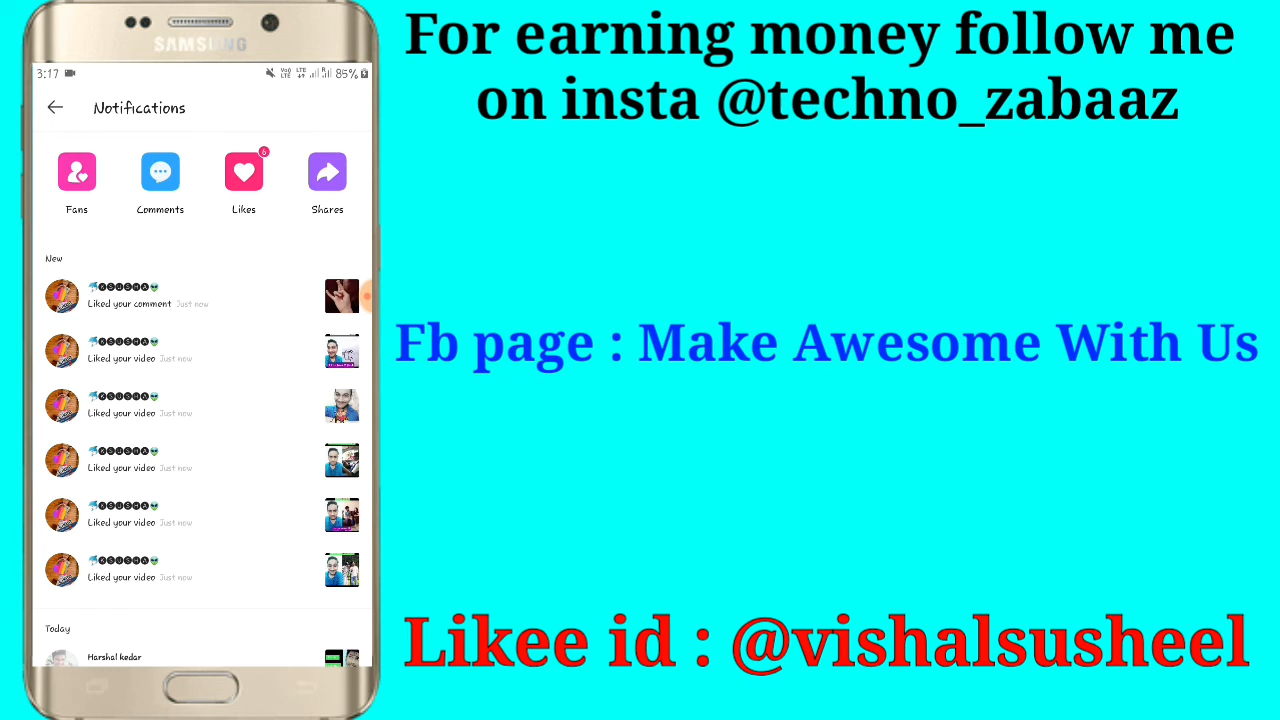 SAMSUNG
3:17 85%
Notifications
6
Fans Comments Likes Shares
New
🅚🅢🅤🅢🅗🅐
Liked your comment Just now
🅚🅢🅤🅢🅗🅐
Liked your video Just now
🅚🅢🅤🅢🅗🅐
Liked your video Just now
🅚🅢🅤🅢🅗🅐
Liked your video Just now
🅚🅢🅤🅢🅗🅐
Liked your video Just now
🅚🅢🅤🅢🅗🅐
Liked your video Just now
Today
Harshal kedar
For earning money follow me
on insta @techno_zabaaz
Fb page : Make Awesome With Us
Likee id : @vishalsusheel